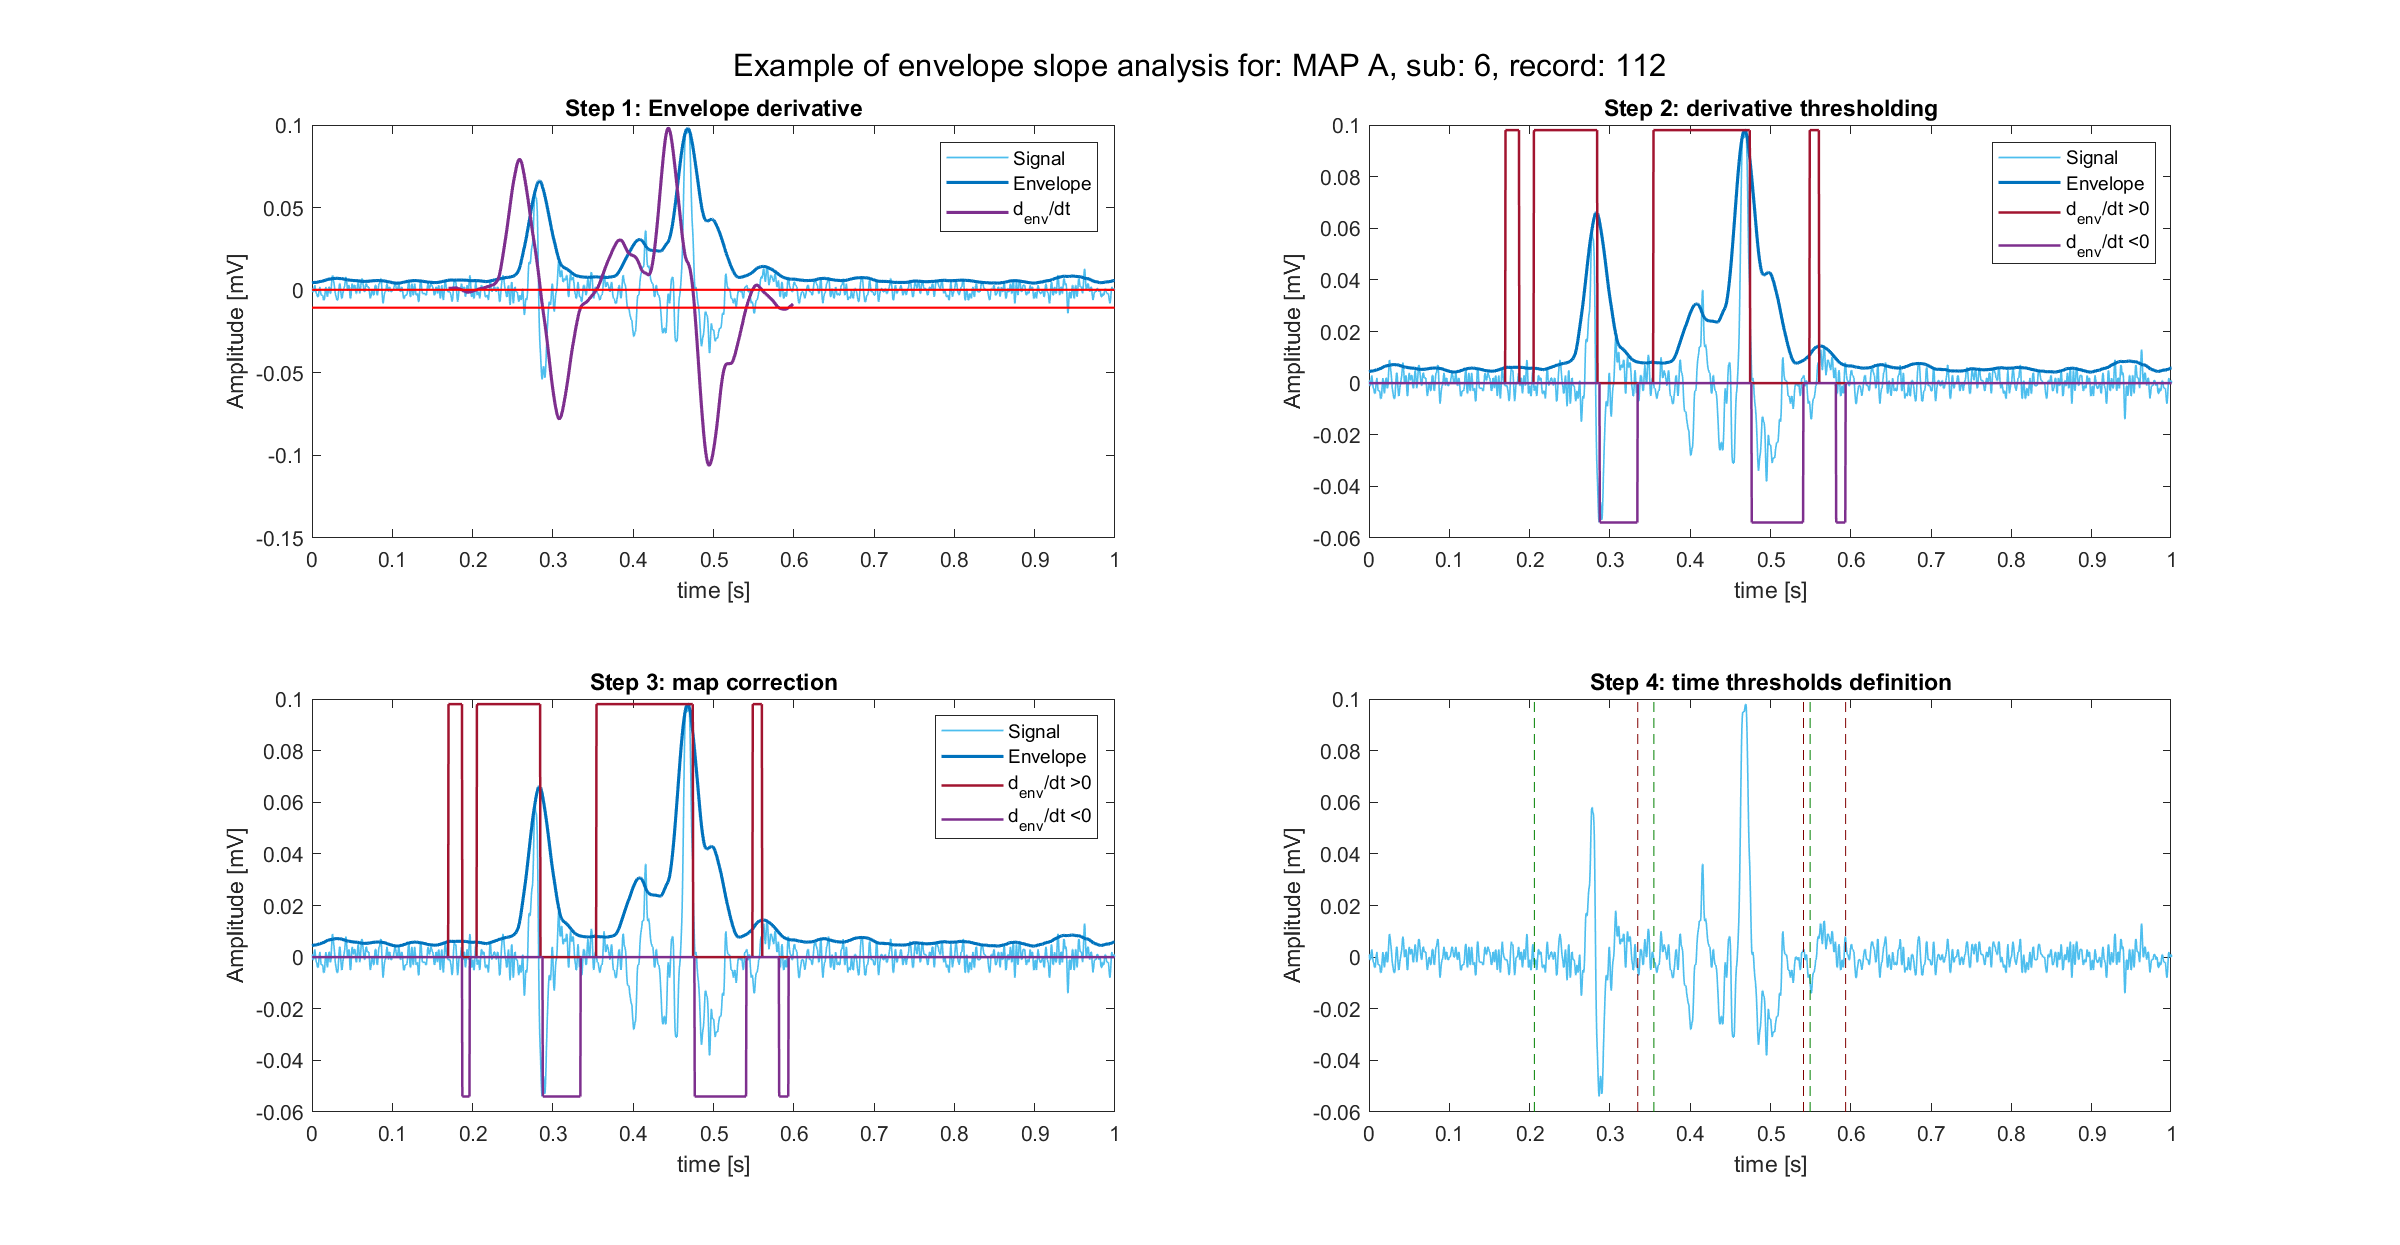 Example of envelope slope analysis for: MAP A, sub: 6, record: 112
Step 1: Envelope derivative
0.1
0.05
0
-0.05
-0.1
-0.15
Amplitude [mV]
0 0.1 0.2 0.3 0.4 0.5 0.6 0.7 0.8 0.9 1
time [s]
Signal
Envelope
d_env/dt
Step 2: derivative thresholding
0.1
0.08
0.06
0.04
0.02
0
-0.02
-0.04
-0.06
Amplitude [mV]
0 0.1 0.2 0.3 0.4 0.5 0.6 0.7 0.8 0.9 1
time [s]
Signal
Envelope
d_env/dt >0
d_env/dt <0
Step 3: map correction
0.1
0.08
0.06
0.04
0.02
0
-0.02
-0.04
-0.06
Amplitude [mV]
0 0.1 0.2 0.3 0.4 0.5 0.6 0.7 0.8 0.9 1
time [s]
Signal
Envelope
d_env/dt >0
d_env/dt <0
Step 4: time thresholds definition
0.1
0.08
0.06
0.04
0.02
0
-0.02
-0.04
-0.06
Amplitude [mV]
0 0.1 0.2 0.3 0.4 0.5 0.6 0.7 0.8 0.9 1
time [s]